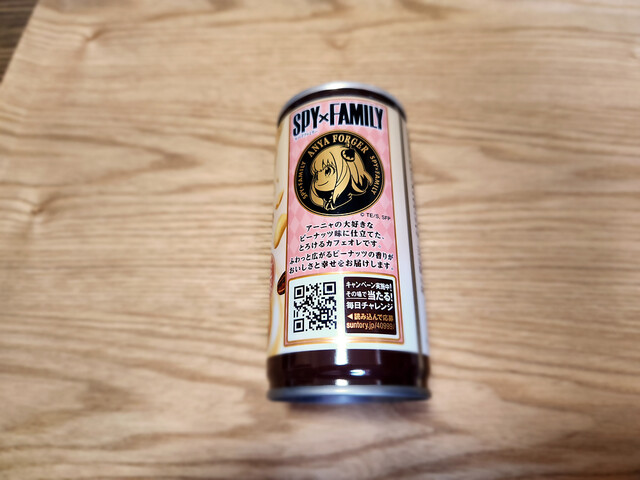 SPY×FAMILY
ANYA FORGER
SPY×FAMILY
SPY×FAMILY
© TE/S, SFP
アーニャの大好きな
ピーナッツ味に仕立てた、
とろけるカフェオレです。
ふわっと広がるピーナッツの香りが
おいしさと幸せをお届けします。
キャンペーン実施中!
その場で当たる!
毎日チャレンジ
◀読み込んで応募
suntory.jp/40999/